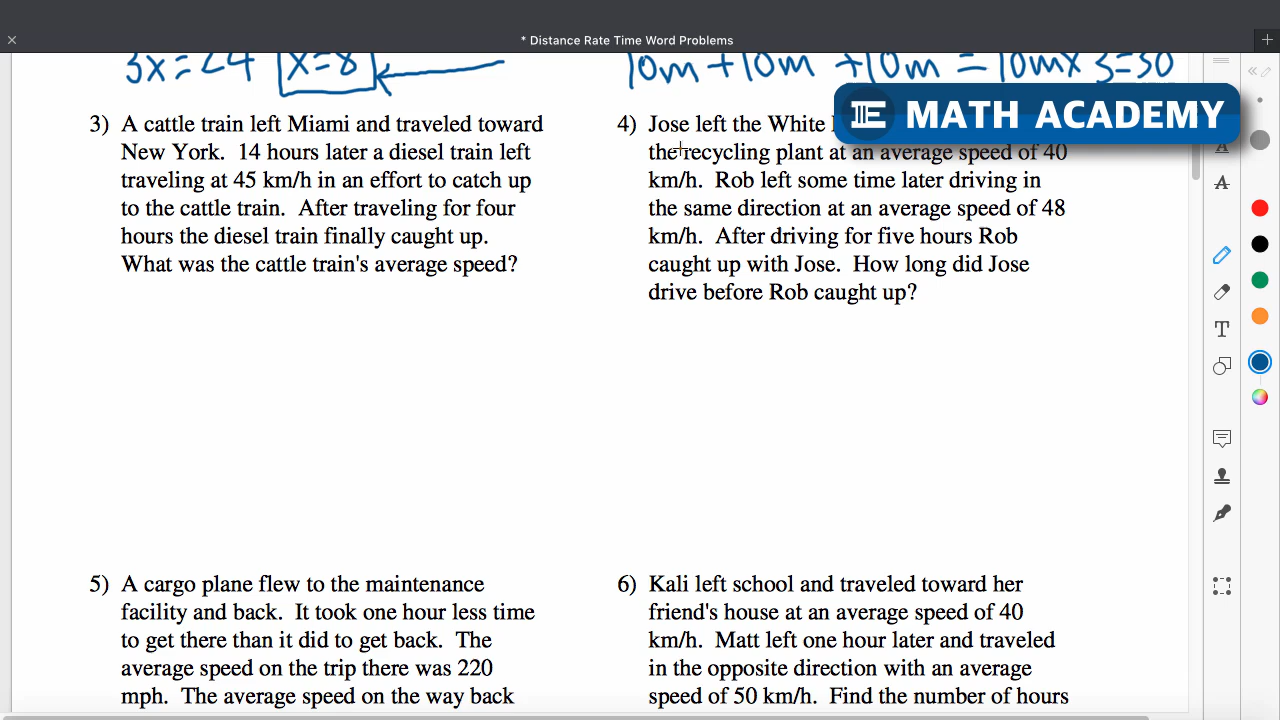 * Distance Rate Time Word Problems
3x = 24 x = 8
10m + 10m + 10m = 10m x 3 = 30
MATH ACADEMY
3) A cattle train left Miami and traveled toward
New York. 14 hours later a diesel train left
traveling at 45 km/h in an effort to catch up
to the cattle train. After traveling for four
hours the diesel train finally caught up.
What was the cattle train's average speed?
4) Jose left the White
the recycling plant at an average speed of 40
km/h. Rob left some time later driving in
the same direction at an average speed of 48
km/h. After driving for five hours Rob
caught up with Jose. How long did Jose
drive before Rob caught up?
5) A cargo plane flew to the maintenance
facility and back. It took one hour less time
to get there than it did to get back. The
average speed on the trip there was 220
mph. The average speed on the way back
6) Kali left school and traveled toward her
friend's house at an average speed of 40
km/h. Matt left one hour later and traveled
in the opposite direction with an average
speed of 50 km/h. Find the number of hours